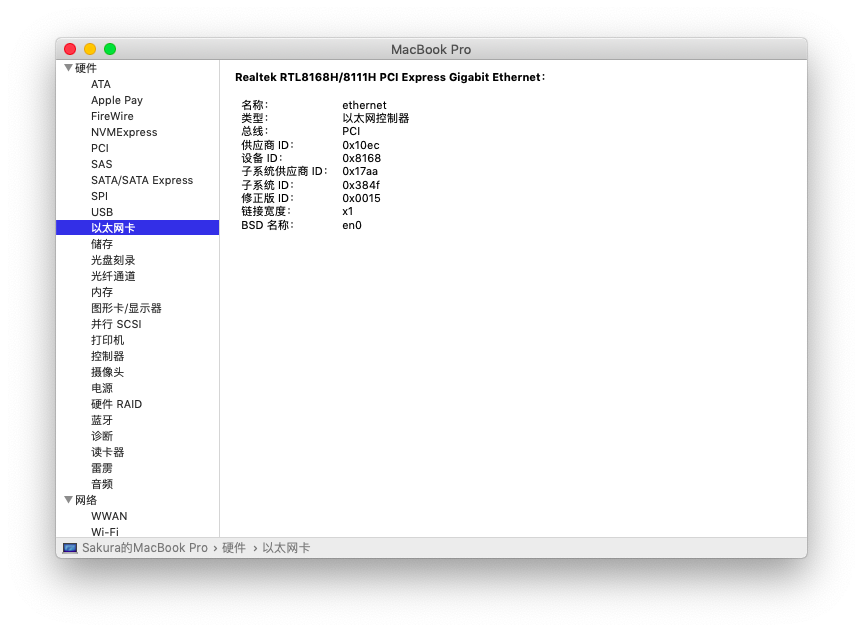 MacBook Pro
硬件
ATA
Apple Pay
FireWire
NVMExpress
PCI
SAS
SATA/SATA Express
SPI
USB
以太网卡
储存
光盘刻录
光纤通道
内存
图形卡/显示器
并行 SCSI
打印机
控制器
摄像头
电源
硬件 RAID
蓝牙
诊断
读卡器
雷雳
音频
网络
WWAN
Wi-Fi
Realtek RTL8168H/8111H PCI Express Gigabit Ethernet:
名称: ethernet
类型: 以太网控制器
总线: PCI
供应商 ID: 0x10ec
设备 ID: 0x8168
子系统供应商 ID: 0x17aa
子系统 ID: 0x384f
修正版 ID: 0x0015
链接宽度: x1
BSD 名称: en0
Sakura的MacBook Pro › 硬件 › 以太网卡